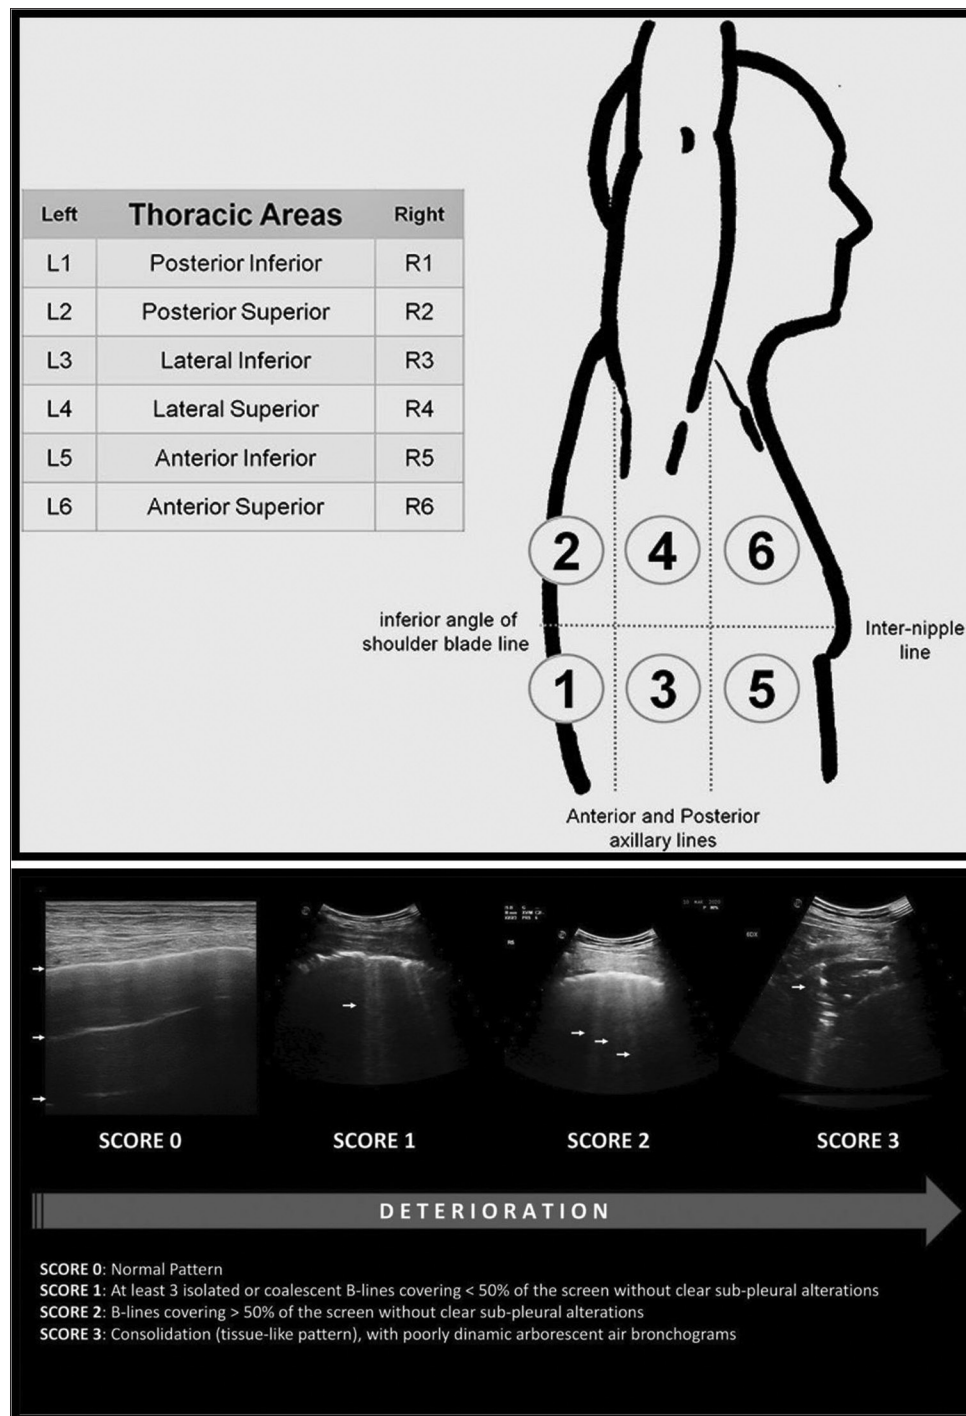 Left Thoracic Areas Right
L1 Posterior Inferior R1
L2 Posterior Superior R2
L3 Lateral Inferior R3
L4 Lateral Superior R4
L5 Anterior Inferior R5
L6 Anterior Superior R6
2 4 6
inferior angle of
shoulder blade line
Inter-nipple
line
1 3 5
Anterior and Posterior
axillary lines
R6
SCORE 0 SCORE 1 SCORE 2 SCORE 3
DETERIORATION
SCORE 0: Normal Pattern
SCORE 1: At least 3 isolated or coalescent B-lines covering < 50% of the screen without clear sub-pleural alterations
SCORE 2: B-lines covering > 50% of the screen without clear sub-pleural alterations
SCORE 3: Consolidation (tissue-like pattern), with poorly dinamic arborescent air bronchograms